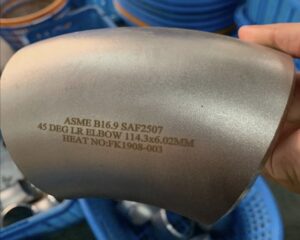 ASME B16.9 SAF2507
45 DEG LR ELBOW 114.3x6.02MM
HEAT NO:FK1908-003